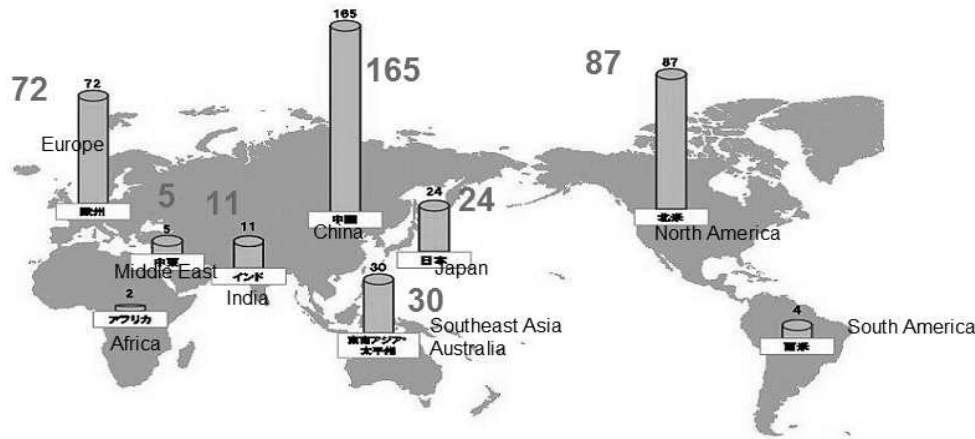 165
165
87
87
72
72
Europe
欧州
5
5
中東
Middle East
11
11
インド
India
中国
China
24
24
日本
Japan
北米
North America
2
アフリカ
Africa
30
30
東南アジア・
太平州
Southeast Asia
Australia
4
South America
南米